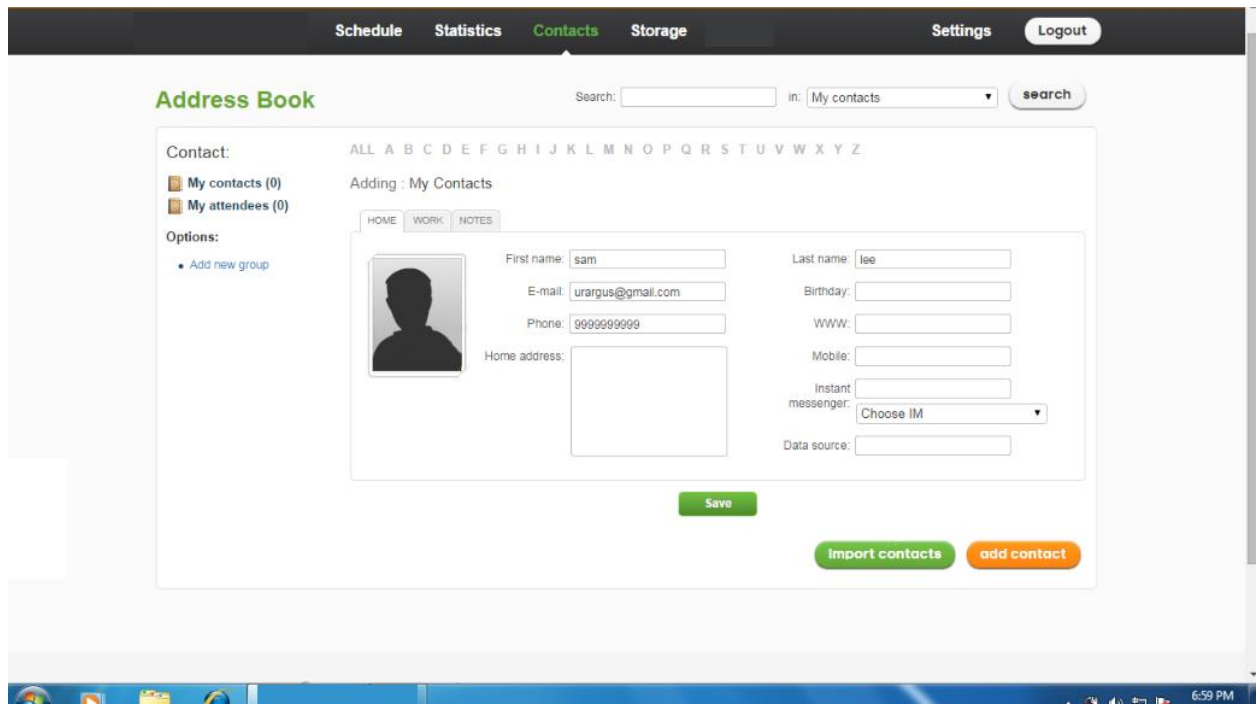 Schedule Statistics Contacts Storage Settings Logout
Address Book
Search: in: My contacts search
Contact:
ALL A B C D E F G H I J K L M N O P Q R S T U V W X Y Z
My contacts (0)
Adding : My Contacts
My attendees (0)
HOME WORK NOTES
Options:
Add new group
First name: sam Last name: lee
E-mail: urargus@gmail.com Birthday:
Phone: 9999999999 WWW:
Home address: Mobile:
Instant
messenger:
Choose IM
Data source:
Save
Import contacts add contact
6:59 PM